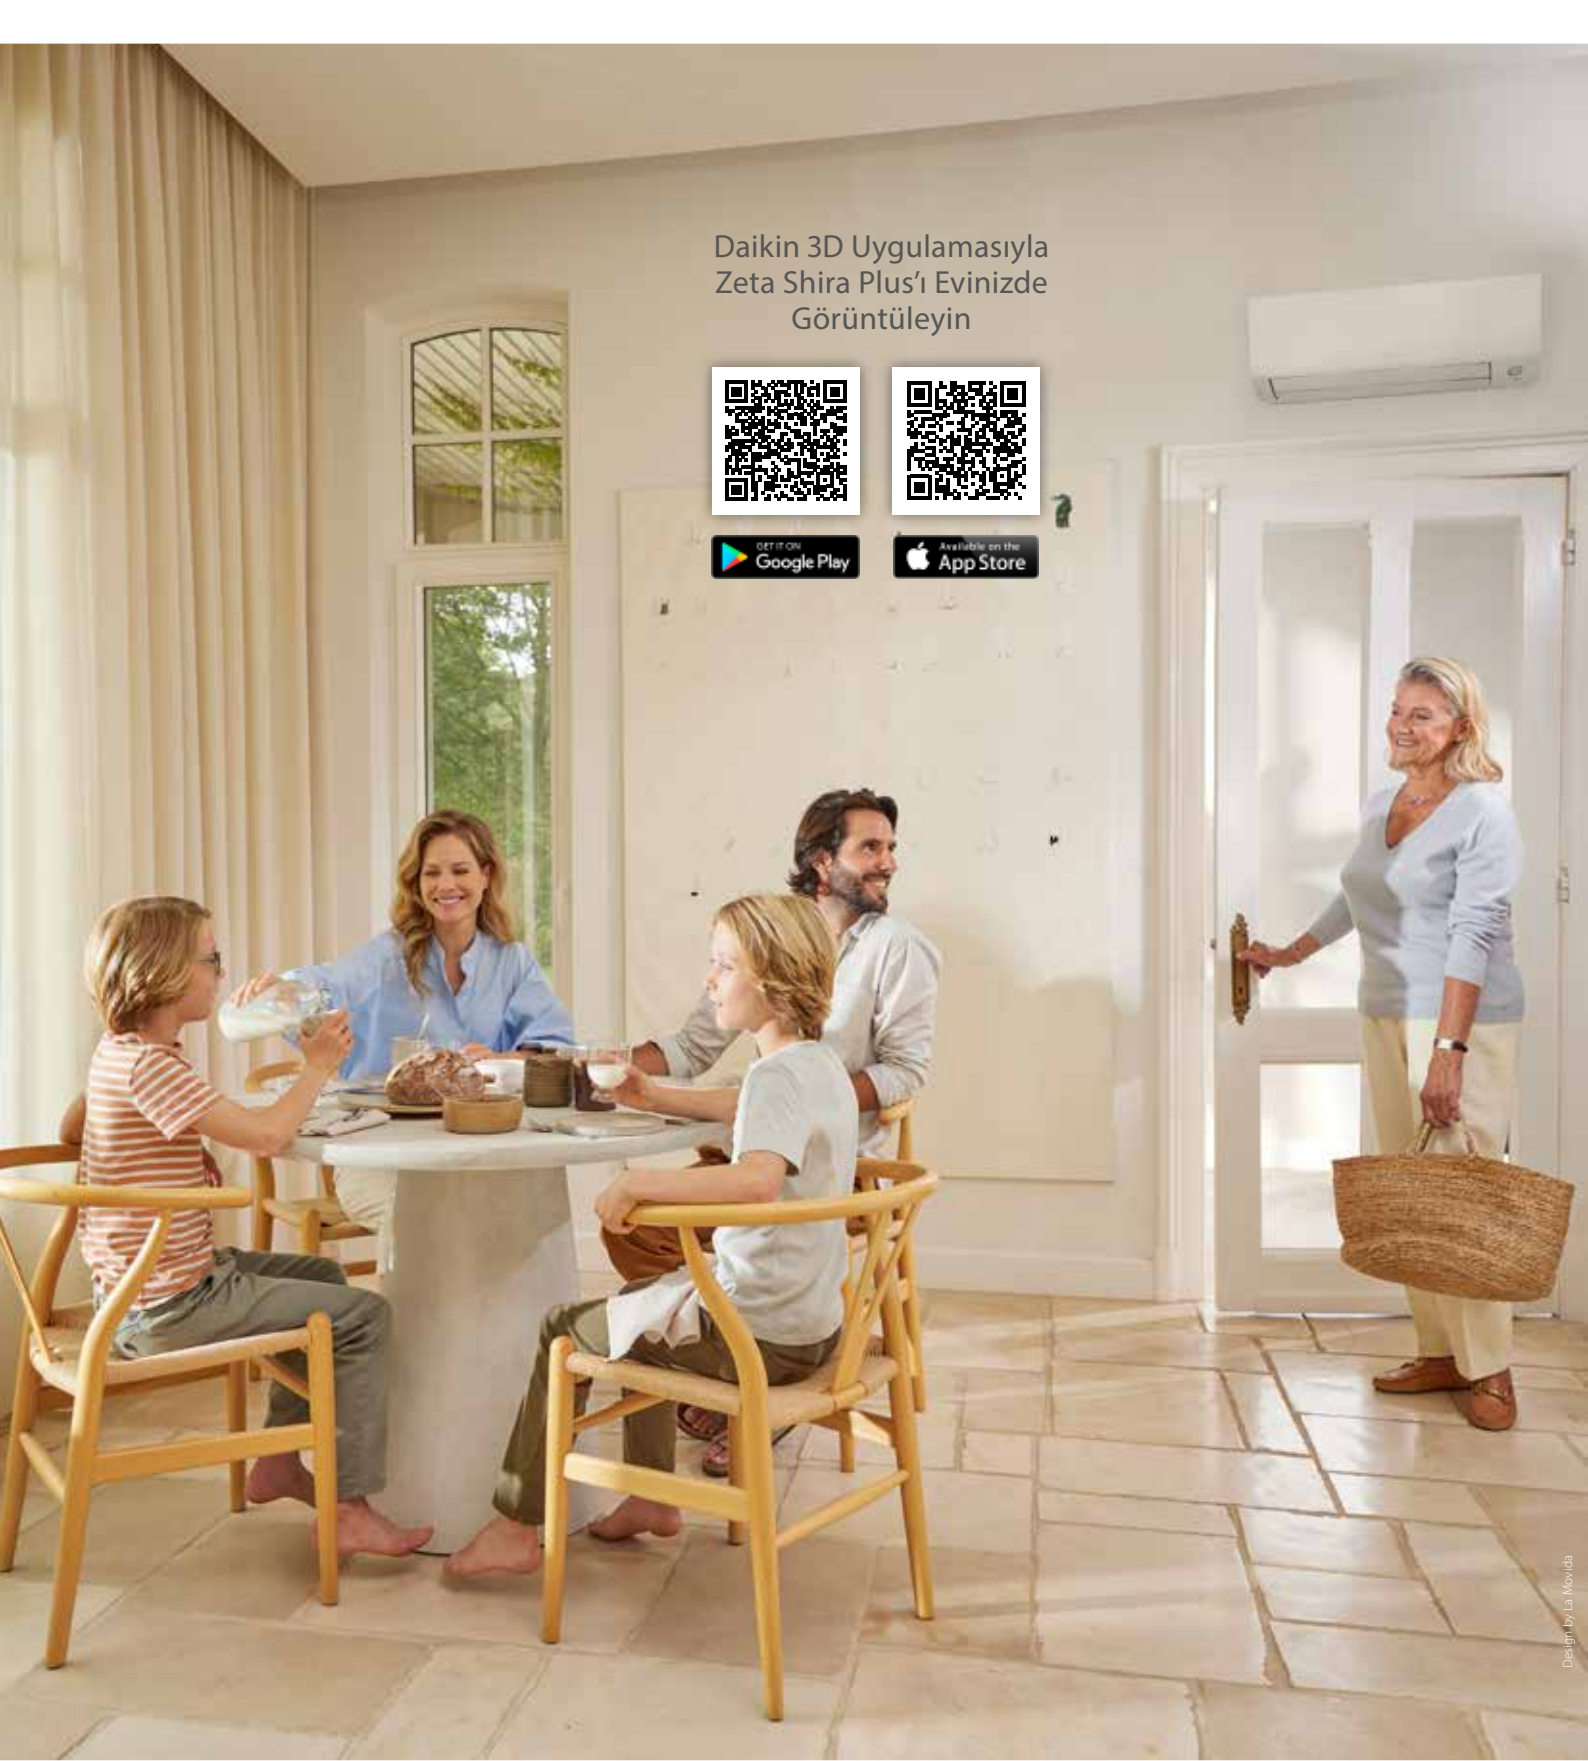 Daikin 3D Uygulamasıyla
Zeta Shira Plus’ı Evinizde
Görüntüleyin
GET IT ON
Google Play
Available on the
App Store
Design by La Movida